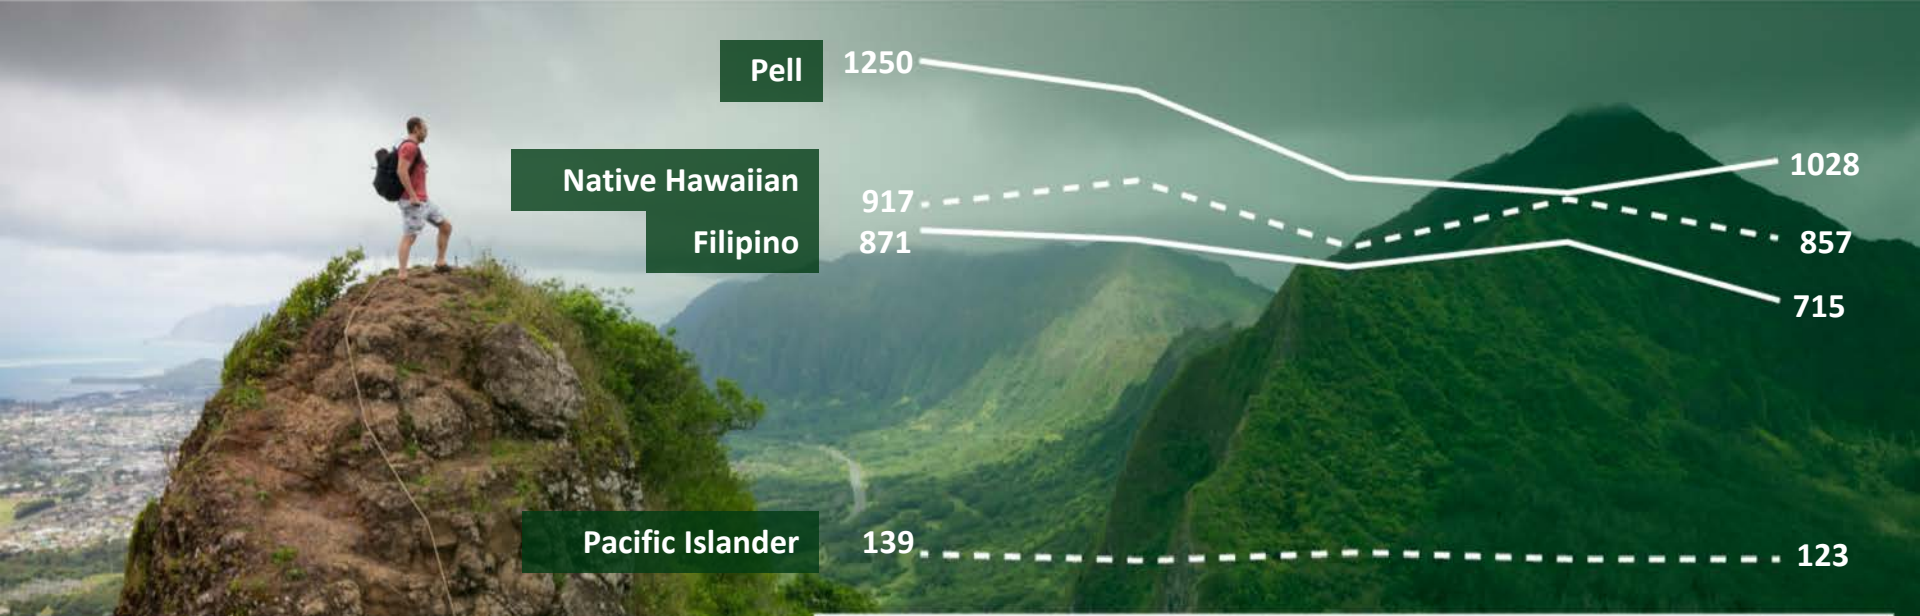 Pell 1250
1028
Native Hawaiian 917
857
Filipino 871
715
Pacific Islander 139
123